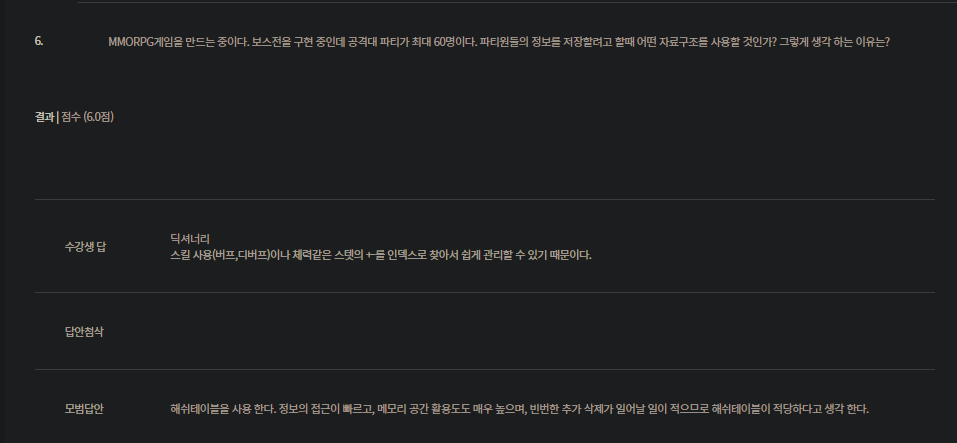 6. MMORPG게임을 만드는 중이다. 보스전을 구현 중인데 공격대 파티가 최대 60명이다. 파티원들의 정보를 저장할려고 할때 어떤 자료구조를 사용할 것인가? 그렇게 생각 하는 이유는?
결과 | 점수 (6.0점)
수강생 답
딕셔너리
스킬 사용(버프,디버프)이나 체력같은 스텟의 +-를 인덱스로 찾아서 쉽게 관리할 수 있기 때문이다.
답안첨삭
모범답안
해쉬테이블을 사용 한다. 정보의 접근이 빠르고, 메모리 공간 활용도도 매우 높으며, 빈번한 추가 삭제가 일어날 일이 적으므로 해쉬테이블이 적당하다고 생각 한다.